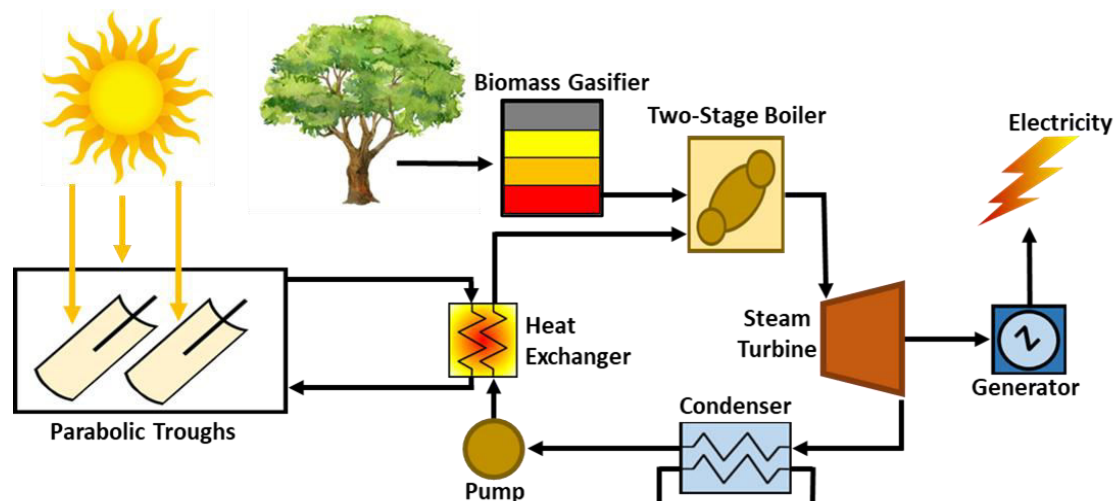 Biomass Gasifier
Two-Stage Boiler
Electricity
Heat
Exchanger
Steam
Turbine
Generator
Parabolic Troughs
Condenser
Pump